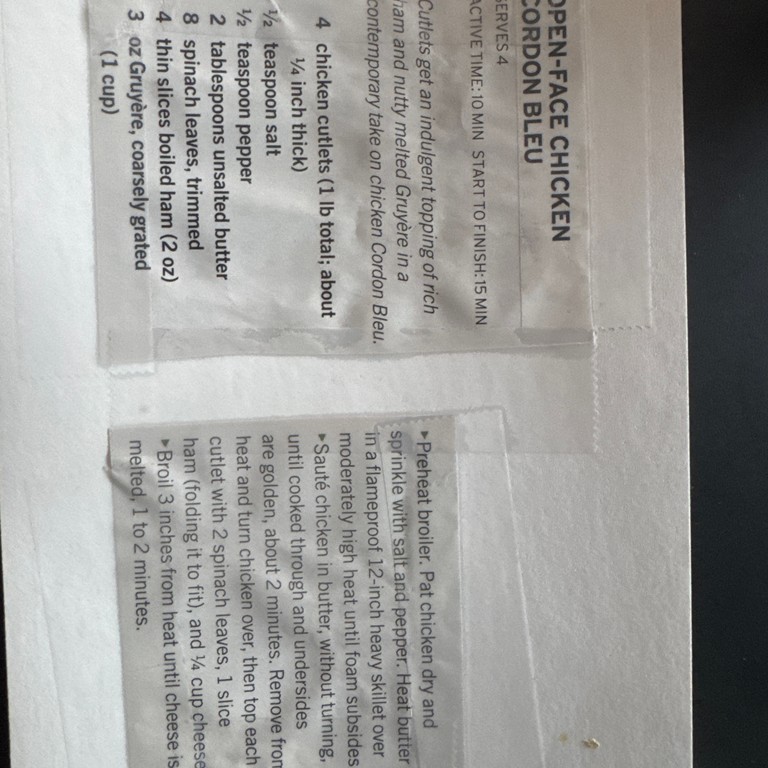 OPEN-FACE CHICKEN
CORDON BLEU
SERVES 4
ACTIVE TIME: 10 MIN START TO FINISH: 15 MIN
Cutlets get an indulgent topping of rich
ham and nutty melted Gruyère in a
contemporary take on chicken Cordon Bleu.
4 chicken cutlets (1 lb total; about
¼ inch thick)
½ teaspoon salt
½ teaspoon pepper
2 tablespoons unsalted butter
8 spinach leaves, trimmed
4 thin slices boiled ham (2 oz)
3 oz Gruyère, coarsely grated
(1 cup)
▸Preheat broiler. Pat chicken dry and
sprinkle with salt and pepper. Heat butter
in a flameproof 12-inch heavy skillet over
moderately high heat until foam subsides
▸Sauté chicken in butter, without turning,
until cooked through and undersides
are golden, about 2 minutes. Remove from
heat and turn chicken over, then top each
cutlet with 2 spinach leaves, 1 slice
ham (folding it to fit), and ¼ cup cheese
▸Broil 3 inches from heat until cheese is
melted, 1 to 2 minutes.